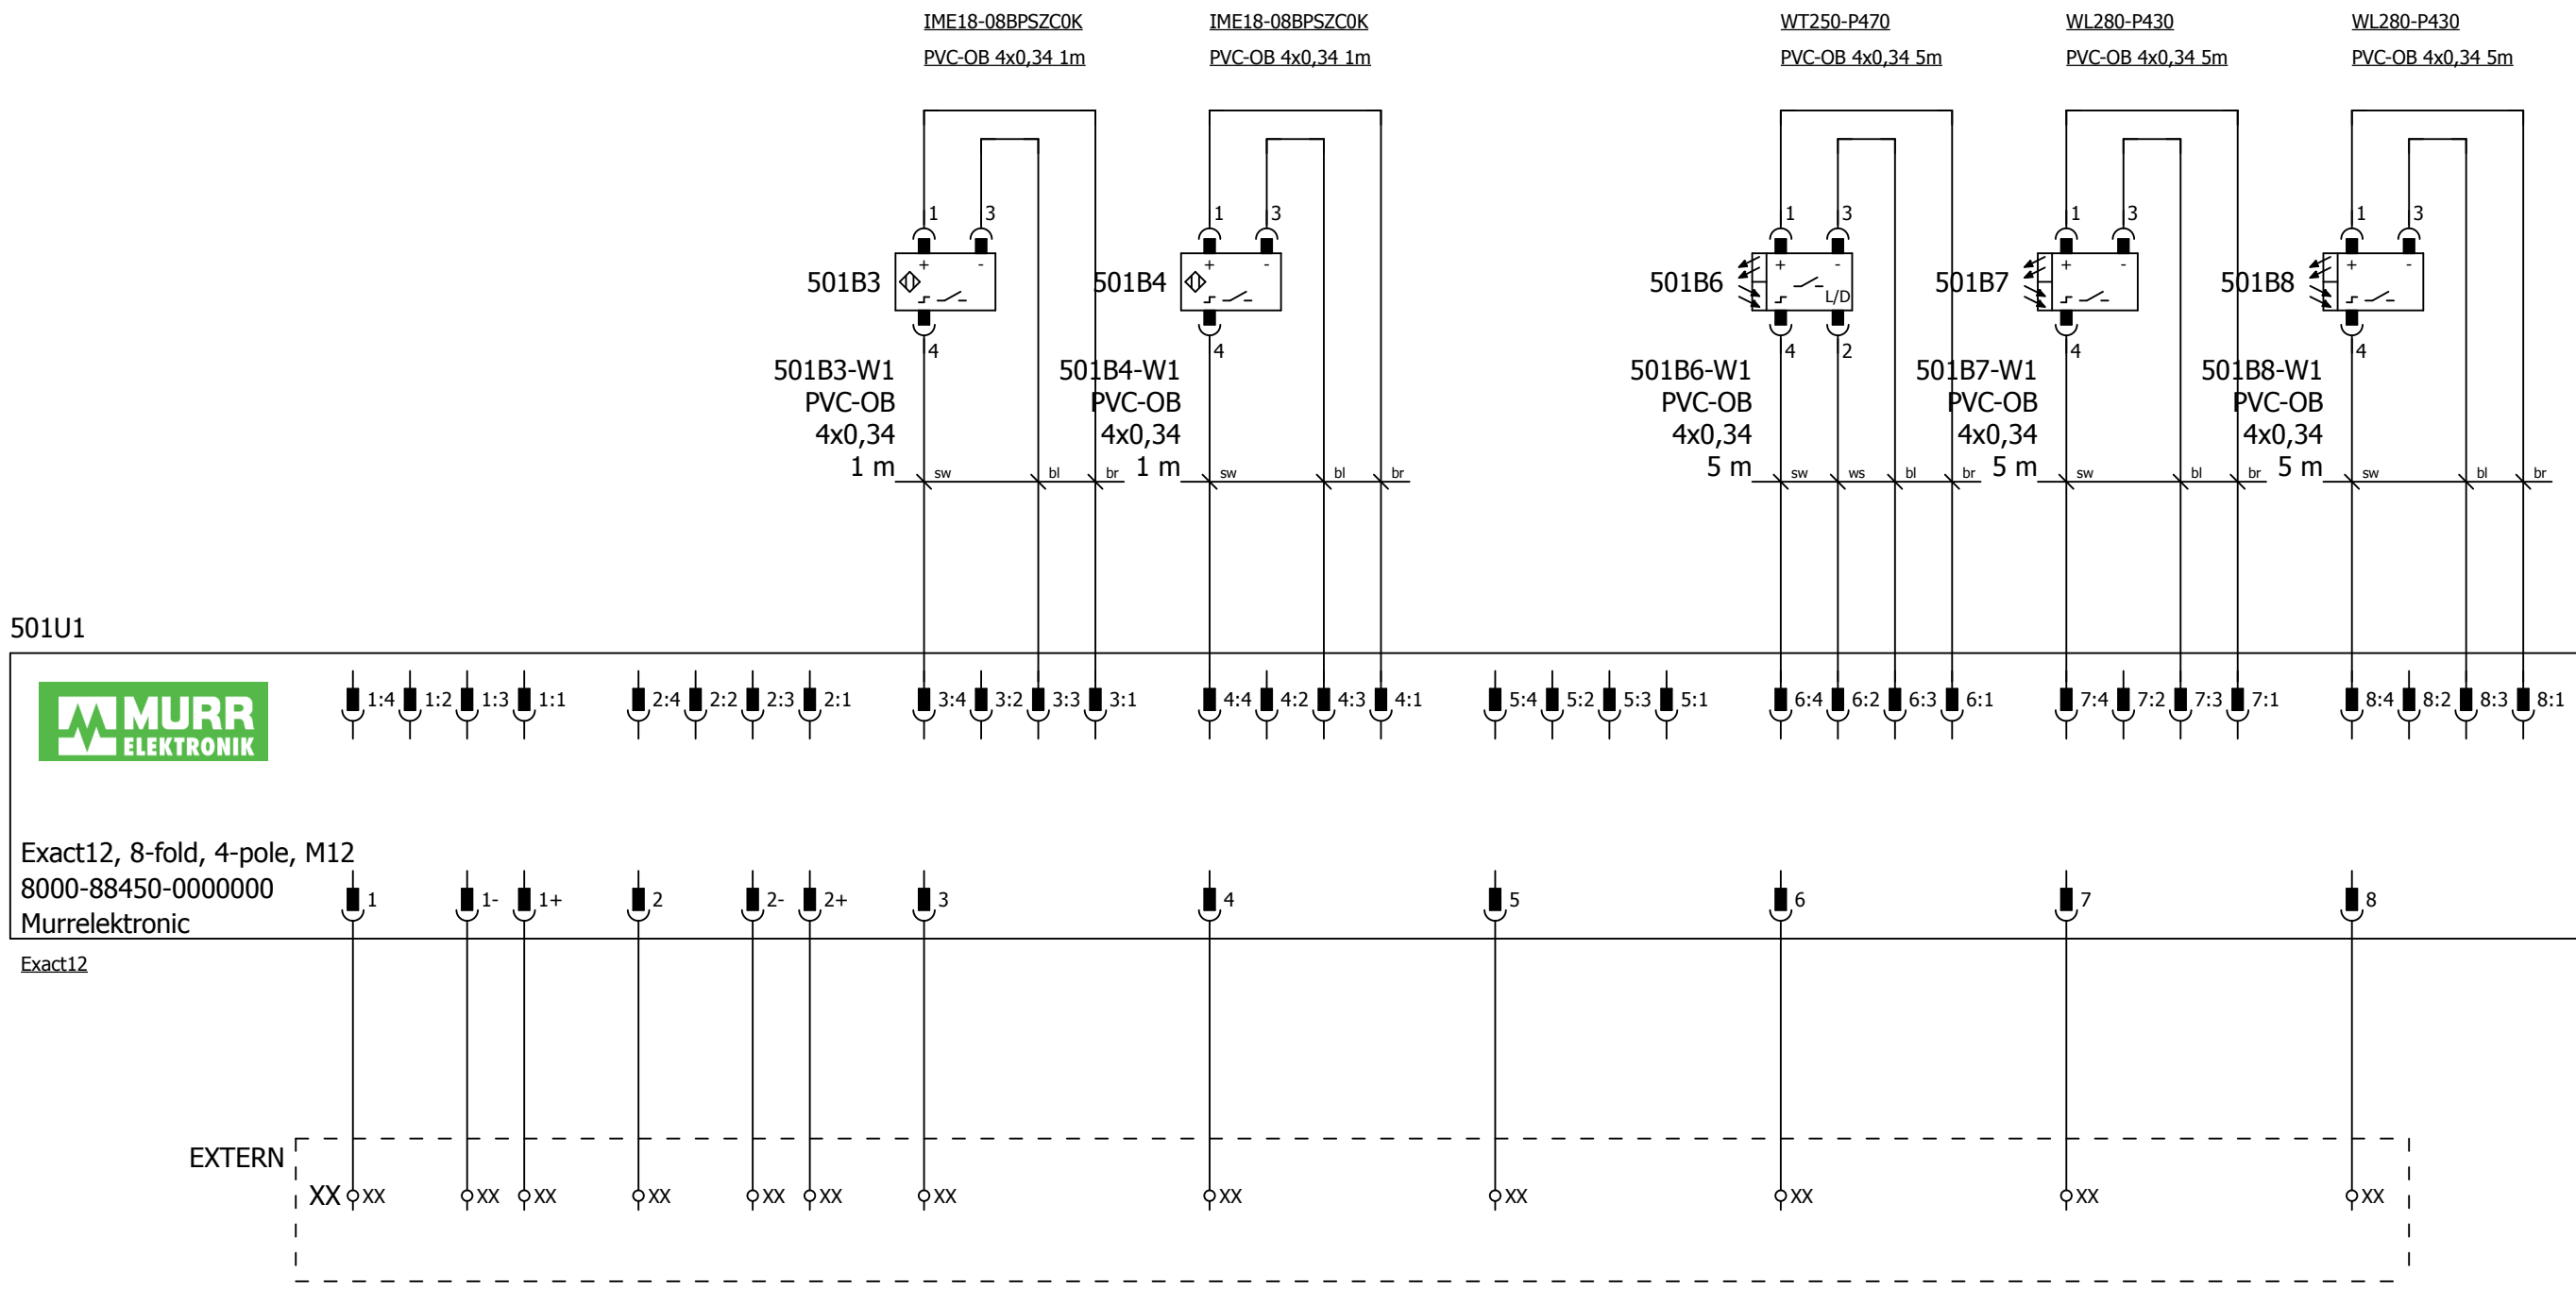 IME18-08BPSZC0K
PVC-OB 4x0,34 1m
IME18-08BPSZC0K
PVC-OB 4x0,34 1m
WT250-P470
PVC-OB 4x0,34 5m
WL280-P430
PVC-OB 4x0,34 5m
WL280-P430
PVC-OB 4x0,34 5m
1 3
+ -
501B3
4
501B3-W1
PVC-OB
4x0,34
1 m
sw bl br
1 3
+ -
501B4
4
501B4-W1
PVC-OB
4x0,34
1 m
sw bl br
1 3
+ -
501B6
L/D
4 2
501B6-W1
PVC-OB
4x0,34
5 m
sw ws bl br
1 3
+ -
501B7
4
501B7-W1
PVC-OB
4x0,34
5 m
sw bl br
1 3
+ -
501B8
4
501B8-W1
PVC-OB
4x0,34
5 m
sw bl br
501U1
MURR
ELEKTRONIK
1:4 1:2 1:3 1:1 2:4 2:2 2:3 2:1 3:4 3:2 3:3 3:1 4:4 4:2 4:3 4:1 5:4 5:2 5:3 5:1 6:4 6:2 6:3 6:1 7:4 7:2 7:3 7:1 8:4 8:2 8:3 8:1
Exact12, 8-fold, 4-pole, M12
8000-88450-0000000
Murrelektronic
1 1- 1+ 2 2- 2+ 3 4 5 6 7 8
Exact12
EXTERN
XX XX XX XX XX XX XX XX XX XX XX XX XX